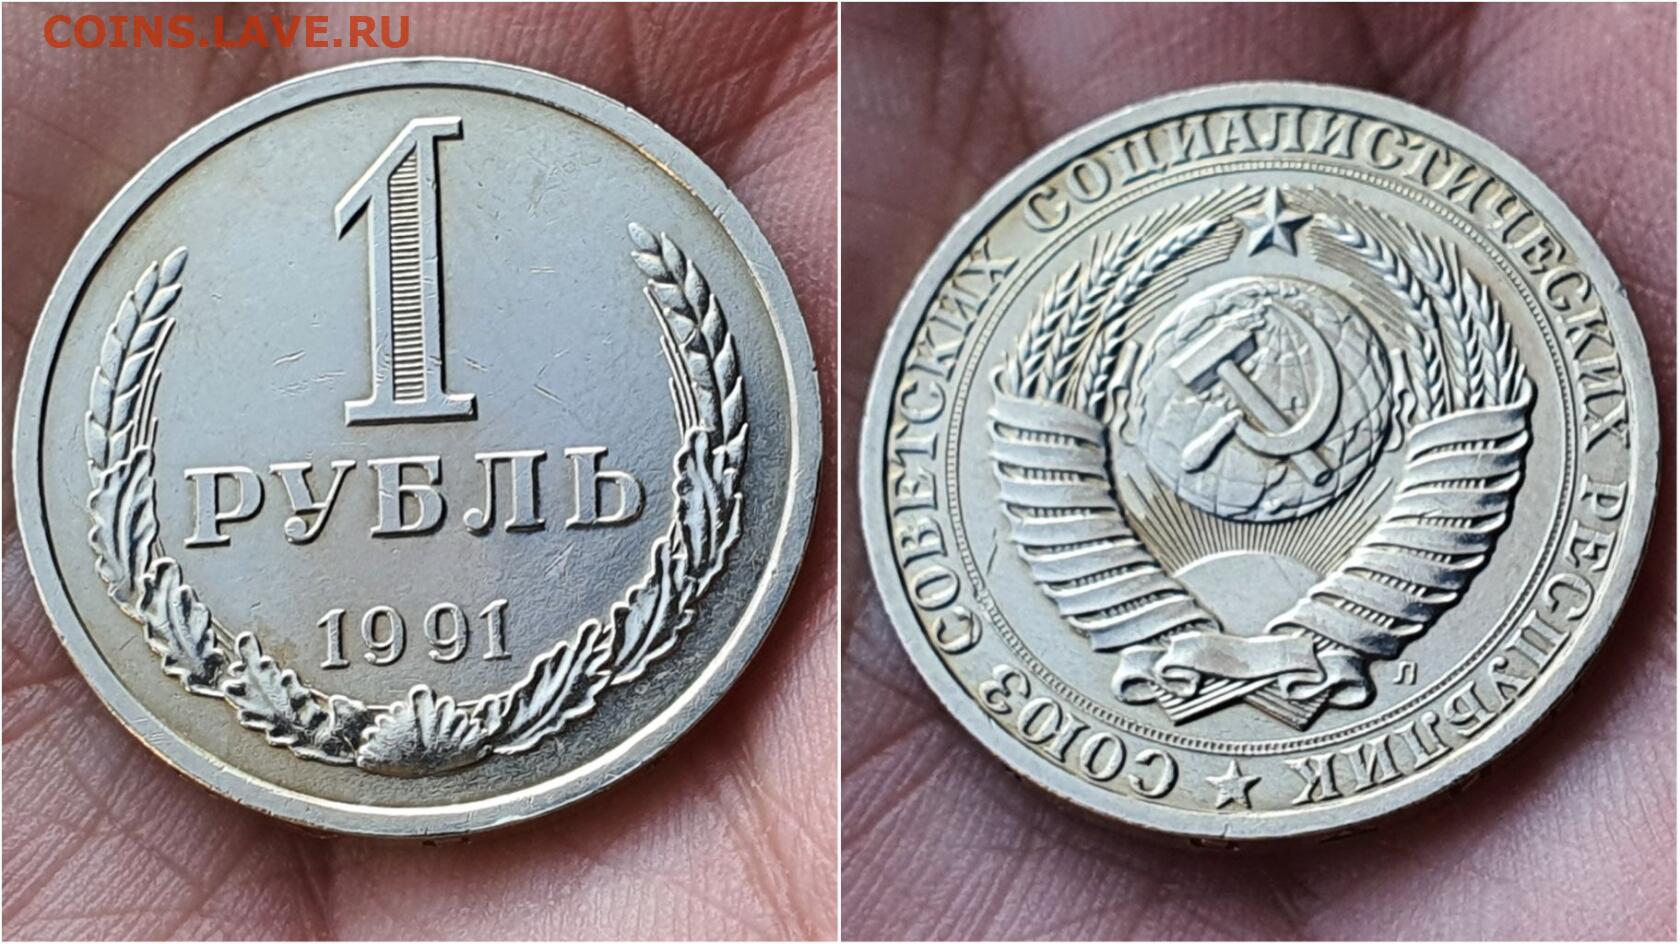 COINS.LAVE.RU
1
РУБЛЬ
1991
СОЮЗ СОВЕТСКИХ СОЦИАЛИСТИЧЕСКИХ РЕСПУБЛИК
Л